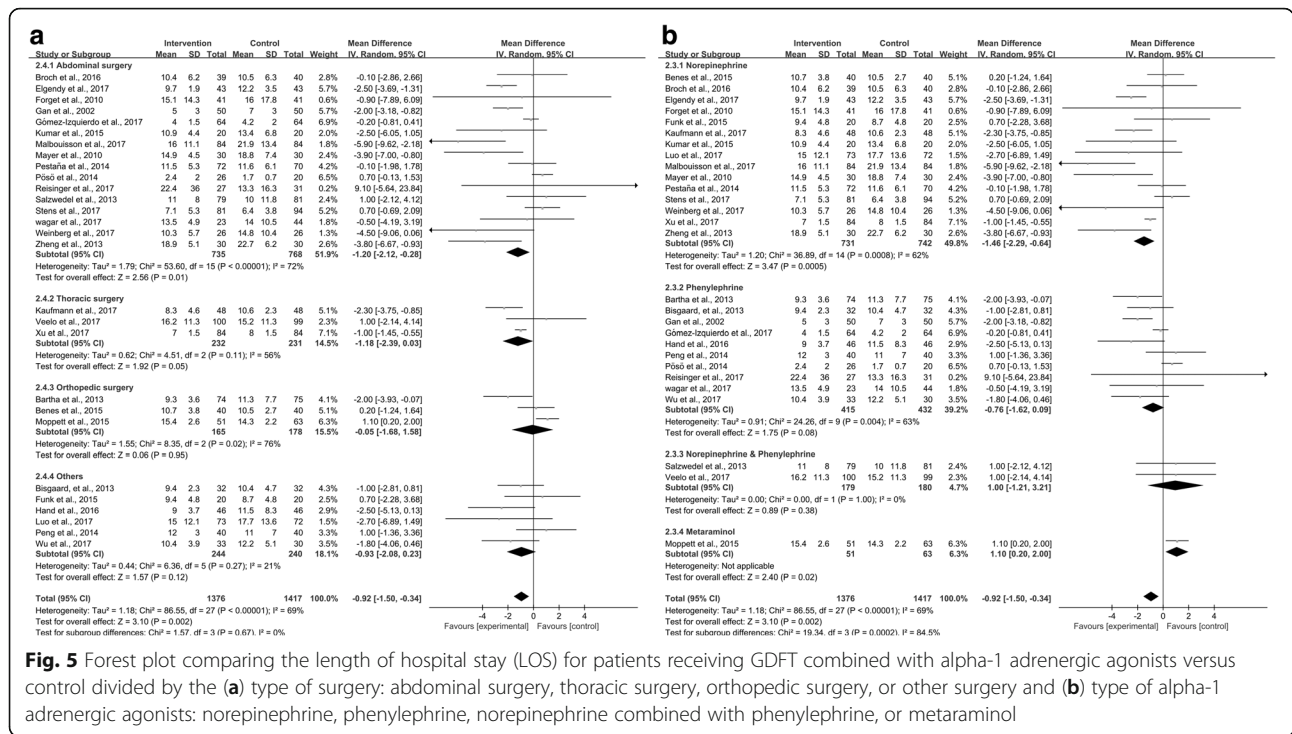 a
Intervention Control Mean Difference Mean Difference
Study or Subgroup Mean SD Total Mean SD Total Weight IV. Random. 95% CI IV. Random. 95% CI
2.4.1 Abdominal surgery
Broch et al., 2016 10.4 6.2 39 10.5 6.3 40 2.8% -0.10 [-2.86, 2.66]
Elgendy et al., 2017 9.7 1.9 43 12.2 3.5 43 5.5% -2.50 [-3.69, -1.31]
Forget et al., 2010 15.1 14.3 41 16 17.8 41 0.6% -0.90 [-7.89, 6.09]
Gan et al., 2002 5 3 50 7 3 50 5.5% -2.00 [-3.18, -0.82]
Gómez-Izquierdo et al., 2017 4 1.5 64 4.2 2 64 6.9% -0.20 [-0.81, 0.41]
Kumar et al., 2015 10.9 4.4 20 13.4 6.8 20 2.0% -2.50 [-6.05, 1.05]
Malbouisson et al., 2017 16 11.1 84 21.9 13.4 84 1.9% -5.90 [-9.62, -2.18]
Mayer et al., 2010 14.9 4.5 30 18.8 7.4 30 2.4% -3.90 [-7.00, -0.80]
Pestaña et al., 2014 11.5 5.3 72 11.6 6.1 70 4.1% -0.10 [-1.98, 1.78]
Pösö et al., 2014 2.4 2 26 1.7 0.7 20 6.6% 0.70 [-0.13, 1.53]
Reisinger et al., 2017 22.4 36 27 13.3 16.3 31 0.2% 9.10 [-5.64, 23.84]
Salzwedel et al., 2013 11 8 79 10 11.8 81 2.4% 1.00 [-2.12, 4.12]
Stens et al., 2017 7.1 5.3 81 6.4 3.8 94 5.1% 0.70 [-0.69, 2.09]
wagar et al., 2017 13.5 4.9 23 14 10.5 44 1.9% -0.50 [-4.19, 3.19]
Weinberg et al., 2017 10.3 5.7 26 14.8 10.4 26 1.4% -4.50 [-9.06, 0.06]
Zheng et al., 2013 18.9 5.1 30 22.7 6.2 30 2.7% -3.80 [-6.67, -0.93]
Subtotal (95% CI) 735 768 51.9% -1.20 [-2.12, -0.28]
Heterogeneity: Tau² = 1.79; Chi² = 53.60, df = 15 (P < 0.00001); I² = 72%
Test for overall effect: Z = 2.56 (P = 0.01)
2.4.2 Thoracic surgery
Kaufmann et al., 2017 8.3 4.6 48 10.6 2.3 48 5.0% -2.30 [-3.75, -0.85]
Veelo et al., 2017 16.2 11.3 100 15.2 11.3 99 2.3% 1.00 [-2.14, 4.14]
Xu et al., 2017 7 1.5 84 8 1.5 84 7.2% -1.00 [-1.45, -0.55]
Subtotal (95% CI) 232 231 14.5% -1.18 [-2.39, 0.03]
Heterogeneity: Tau² = 0.62; Chi² = 4.51, df = 2 (P = 0.11); I² = 56%
Test for overall effect: Z = 1.92 (P = 0.05)
2.4.3 Orthopedic surgery
Bartha et al., 2013 9.3 3.6 74 11.3 7.7 75 4.1% -2.00 [-3.93, -0.07]
Benes et al., 2015 10.7 3.8 40 10.5 2.7 40 5.1% 0.20 [-1.24, 1.64]
Moppett et al., 2015 15.4 2.6 51 14.3 2.2 63 6.3% 1.10 [0.20, 2.00]
Subtotal (95% CI) 165 178 15.5% -0.05 [-1.68, 1.58]
Heterogeneity: Tau² = 1.55; Chi² = 8.35, df = 2 (P = 0.02); I² = 76%
Test for overall effect: Z = 0.06 (P = 0.95)
2.4.4 Others
Bisgaard et al., 2013 9.4 2.3 32 10.4 4.7 32 4.2% -1.00 [-2.81, 0.81]
Funk et al., 2015 9.4 4.8 20 8.7 4.8 20 2.5% 0.70 [-2.28, 3.68]
Hand et al., 2016 9 3.7 46 11.5 8.3 46 3.0% -2.50 [-5.13, 0.13]
Luo et al., 2017 15 12.1 73 17.7 13.6 72 1.6% -2.70 [-6.89, 1.49]
Peng et al., 2014 12 3 40 11 7 40 3.3% 1.00 [-1.36, 3.36]
Wu et al., 2017 10.4 3.9 33 12.2 5.1 30 3.5% -1.80 [-4.06, 0.46]
Subtotal (95% CI) 244 240 18.1% -0.93 [-2.08, 0.23]
Heterogeneity: Tau² = 0.44; Chi² = 6.36, df = 5 (P = 0.27); I² = 21%
Test for overall effect: Z = 1.57 (P = 0.12)
Total (95% CI) 1376 1417 100.0% -0.92 [-1.50, -0.34]
Heterogeneity: Tau² = 1.18; Chi² = 86.55, df = 27 (P < 0.00001); I² = 69%
Test for overall effect: Z = 3.10 (P = 0.002)
Test for subgroup differences: Chi² = 1.57. df = 3 (P = 0.67), I² = 0%
-4 -2 0 2 4
Favours [experimental] Favours [control]
b
Intervention Control Mean Difference Mean Difference
Study or Subgroup Mean SD Total Mean SD Total Weight IV. Random. 95% CI IV. Random. 95% CI
2.3.1 Norepinephrine
Benes et al., 2015 10.7 3.8 40 10.5 2.7 40 5.1% 0.20 [-1.24, 1.64]
Broch et al., 2016 10.4 6.2 39 10.5 6.3 40 2.8% -0.10 [-2.86, 2.66]
Elgendy et al., 2017 9.7 1.9 43 12.2 3.5 43 5.5% -2.50 [-3.69, -1.31]
Forget et al., 2010 15.1 14.3 41 16 17.8 41 0.6% -0.90 [-7.89, 6.09]
Funk et al., 2015 9.4 4.8 20 8.7 4.8 20 2.5% 0.70 [-2.28, 3.68]
Kaufmann et al., 2017 8.3 4.6 48 10.6 2.3 48 5.0% -2.30 [-3.75, -0.85]
Kumar et al., 2015 10.9 4.4 20 13.4 6.8 20 2.0% -2.50 [-6.05, 1.05]
Luo et al., 2017 15 12.1 73 17.7 13.6 72 1.6% -2.70 [-6.89, 1.49]
Malbouisson et al., 2017 16 11.1 84 21.9 13.4 84 1.9% -5.90 [-9.62, -2.18]
Mayer et al., 2010 14.9 4.5 30 18.8 7.4 30 2.4% -3.90 [-7.00, -0.80]
Pestaña et al., 2014 11.5 5.3 72 11.6 6.1 70 4.1% -0.10 [-1.98, 1.78]
Stens et al., 2017 7.1 5.3 81 6.4 3.8 94 5.1% 0.70 [-0.69, 2.09]
Weinberg et al., 2017 10.3 5.7 26 14.8 10.4 26 1.4% -4.50 [-9.06, 0.06]
Xu et al., 2017 7 1.5 84 8 1.5 84 7.2% -1.00 [-1.45, -0.55]
Zheng et al., 2013 18.9 5.1 30 22.7 6.2 30 2.7% -3.80 [-6.67, -0.93]
Subtotal (95% CI) 731 742 49.8% -1.46 [-2.29, -0.64]
Heterogeneity: Tau² = 1.20; Chi² = 36.89, df = 14 (P = 0.0008); I² = 62%
Test for overall effect: Z = 3.47 (P = 0.0005)
2.3.2 Phenylephrine
Bartha et al., 2013 9.3 3.6 74 11.3 7.7 75 4.1% -2.00 [-3.93, -0.07]
Bisgaard et al., 2013 9.4 2.3 32 10.4 4.7 32 4.2% -1.00 [-2.81, 0.81]
Gan et al., 2002 5 3 50 7 3 50 5.5% -2.00 [-3.18, -0.82]
Gómez-Izquierdo et al., 2017 4 1.5 64 4.2 2 64 6.9% -0.20 [-0.81, 0.41]
Hand et al., 2016 9 3.7 46 11.5 8.3 46 3.0% -2.50 [-5.13, 0.13]
Peng et al., 2014 12 3 40 11 7 40 3.3% 1.00 [-1.36, 3.36]
Pösö et al., 2014 2.4 2 26 1.7 0.7 20 6.6% 0.70 [-0.13, 1.53]
Reisinger et al., 2017 22.4 36 27 13.3 16.3 31 0.2% 9.10 [-5.64, 23.84]
wagar et al., 2017 13.5 4.9 23 14 10.5 44 1.9% -0.50 [-4.19, 3.19]
Wu et al., 2017 10.4 3.9 33 12.2 5.1 30 3.5% -1.80 [-4.06, 0.46]
Subtotal (95% CI) 415 432 39.2% -0.76 [-1.62, 0.09]
Heterogeneity: Tau² = 0.91; Chi² = 24.26, df = 9 (P = 0.004); I² = 63%
Test for overall effect: Z = 1.75 (P = 0.08)
2.3.3 Norepinephrine & Phenylephrine
Salzwedel et al., 2013 11 8 79 10 11.8 81 2.4% 1.00 [-2.12, 4.12]
Veelo et al., 2017 16.2 11.3 100 15.2 11.3 99 2.3% 1.00 [-2.14, 4.14]
Subtotal (95% CI) 179 180 4.7% 1.00 [-1.21, 3.21]
Heterogeneity: Tau² = 0.00; Chi² = 0.00, df = 1 (P = 1.00); I² = 0%
Test for overall effect: Z = 0.89 (P = 0.38)
2.3.4 Metaraminol
Moppett et al., 2015 15.4 2.6 51 14.3 2.2 63 6.3% 1.10 [0.20, 2.00]
Subtotal (95% CI) 51 63 6.3% 1.10 [0.20, 2.00]
Heterogeneity: Not applicable
Test for overall effect: Z = 2.40 (P = 0.02)
Total (95% CI) 1376 1417 100.0% -0.92 [-1.50, -0.34]
Heterogeneity: Tau² = 1.18; Chi² = 86.55, df = 27 (P < 0.00001); I² = 69%
Test for overall effect: Z = 3.10 (P = 0.002)
Test for subgroup differences: Chi² = 19.34. df = 3 (P = 0.0002), I² = 84.5%
-4 -2 0 2 4
Favours [experimental] Favours [control]
Fig. 5 Forest plot comparing the length of hospital stay (LOS) for patients receiving GDFT combined with alpha-1 adrenergic agonists versus
control divided by the (a) type of surgery: abdominal surgery, thoracic surgery, orthopedic surgery, or other surgery and (b) type of alpha-1
adrenergic agonists: norepinephrine, phenylephrine, norepinephrine combined with phenylephrine, or metaraminol